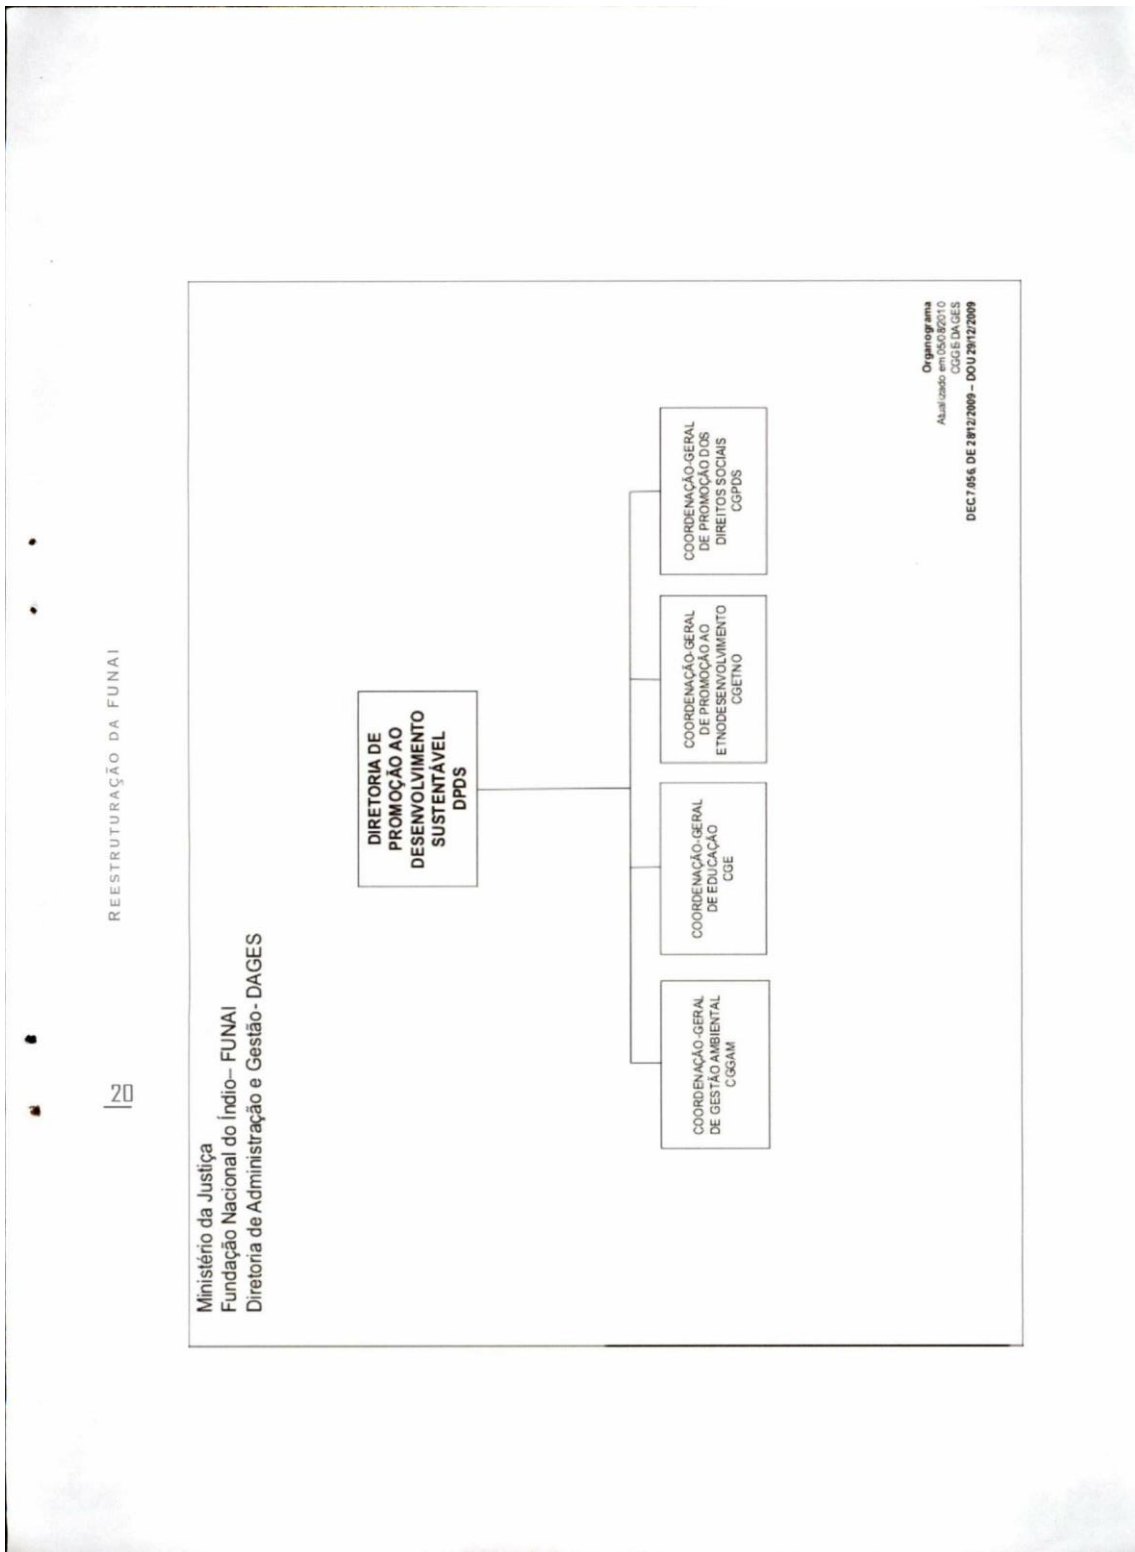 20
REESTRUTURAÇÃO DA FUNAI
Ministério da Justiça
Fundação Nacional do Índio– FUNAI
Diretoria de Administração e Gestão- DAGES
DIRETORIA DE
PROMOÇÃO AO
DESENVOLVIMENTO
SUSTENTÁVEL
DPDS
COORDENAÇÃO-GERAL
DE GESTÃO AMBIENTAL
CGGAM
COORDENAÇÃO-GERAL
DE EDUCAÇÃO
CGE
COORDENAÇÃO-GERAL
DE PROMOÇÃO AO
ETNODESENVOLVIMENTO
CGETNO
COORDENAÇÃO-GERAL
DE PROMOÇÃO DOS
DIREITOS SOCIAIS
CGPDS
Organograma
Atualizado em 05/08/2010
CGGE DAGES
DEC.7.056, DE 28/12/2009 – DOU 29/12/2009